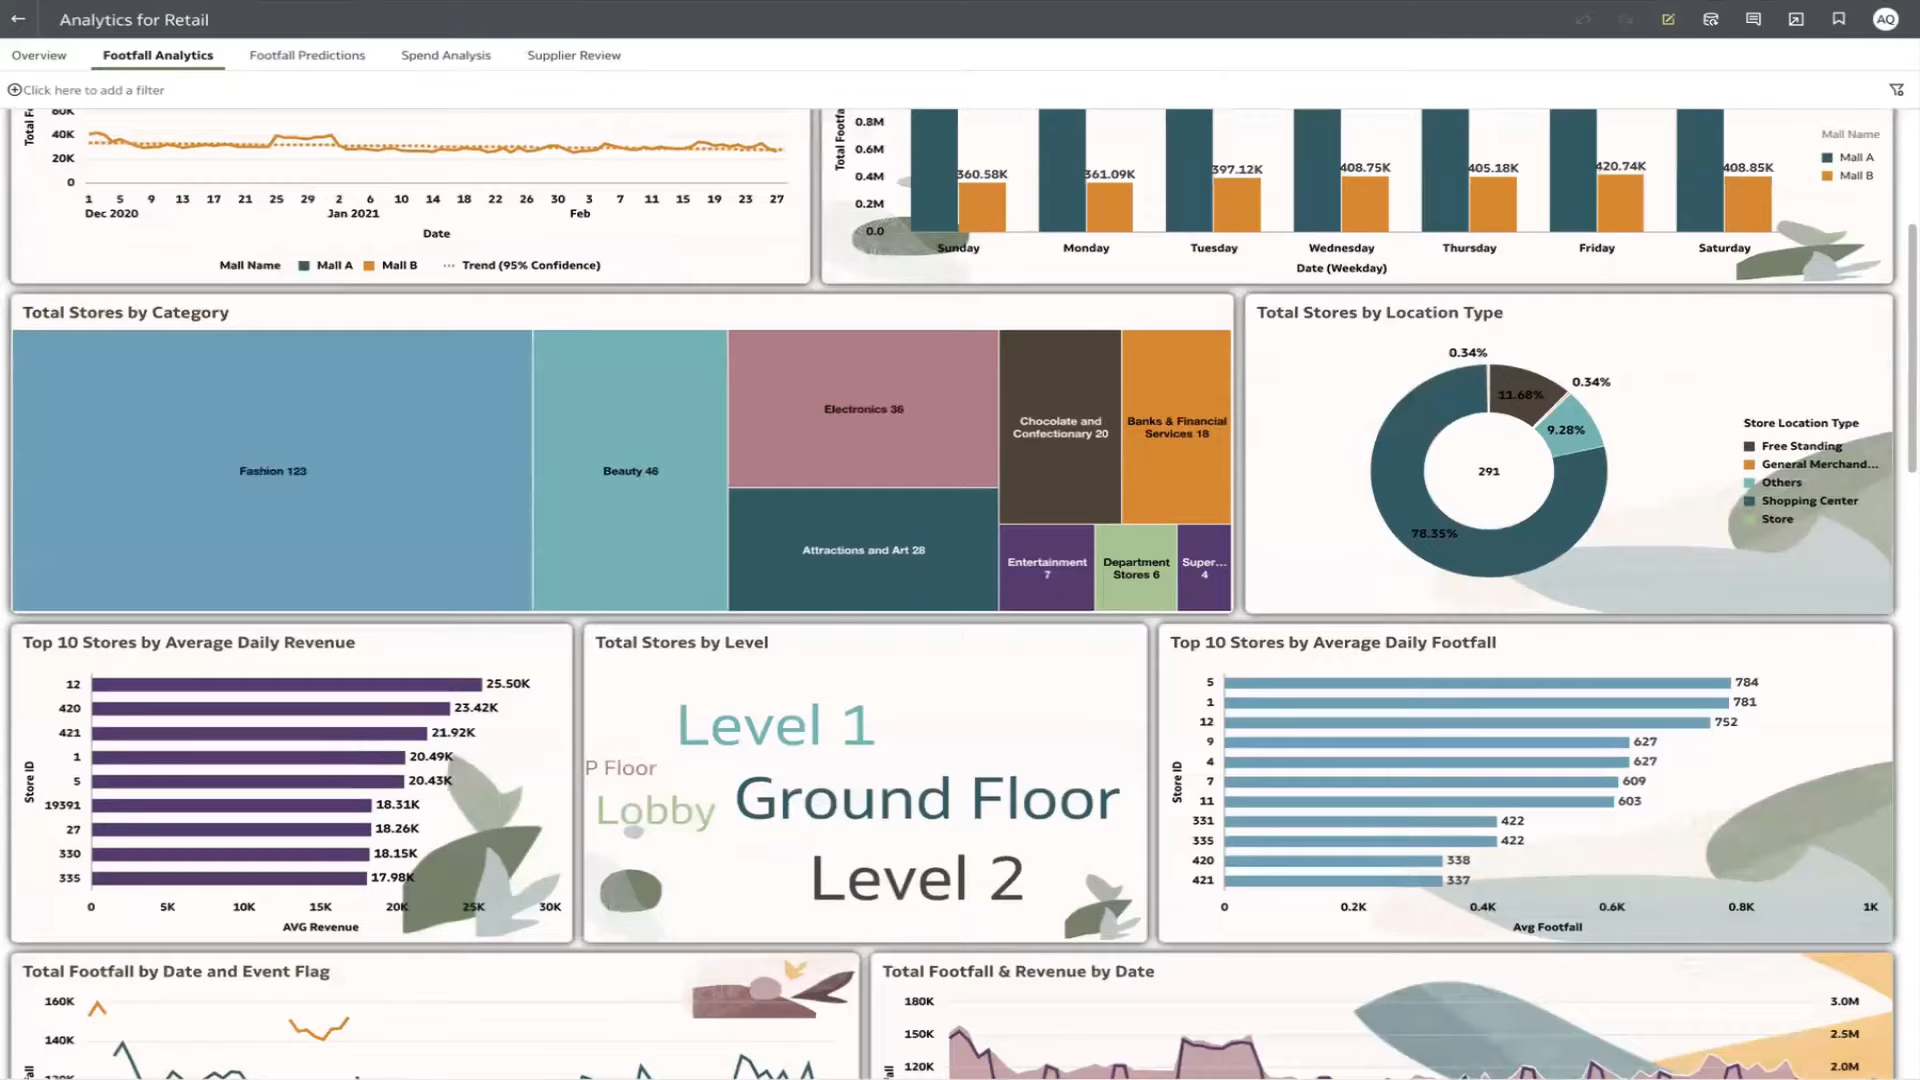 Analytics for Retail
AQ
Overview
Footfall Analytics
Footfall Predictions
Spend Analysis
Supplier Review
Click here to add a filter
60K
40K
20K
0
1 5 9 13 17 21 25 29 2 6 10 14 18 22 26 30 3 7 11 15 19 23 27
Dec 2020 Jan 2021 Feb
Date
Mall Name Mall A Mall B Trend (95% Confidence)
0.8M
0.6M
0.4M
0.2M
0.0
360.58K 361.09K 397.12K 408.75K 405.18K 420.74K 408.85K
Sunday Monday Tuesday Wednesday Thursday Friday Saturday
Date (Weekday)
Mall Name
Mall A
Mall B
Total Stores by Category
Fashion 123
Beauty 46
Electronics 36
Attractions and Art 28
Chocolate and
Confectionery 20
Banks & Financial
Services 18
Entertainment
7
Department
Stores 6
Super...
4
Total Stores by Location Type
0.34%
11.68%
0.34%
9.28%
291
78.35%
Store Location Type
Free Standing
General Merchand...
Others
Shopping Center
Store
Top 10 Stores by Average Daily Revenue
Store ID
12 25.50K
420 23.42K
421 21.92K
1 20.49K
5 20.43K
19391 18.31K
27 18.26K
330 18.15K
335 17.98K
0 5K 10K 15K 20K 25K 30K
AVG Revenue
Total Stores by Level
Level 1
P Floor
Lobby
Ground Floor
Level 2
Top 10 Stores by Average Daily Footfall
Store ID
5 784
1 781
12 752
9 627
4 627
7 609
11 603
331 422
335 422
420 338
421 337
0 0.2K 0.4K 0.6K 0.8K 1K
Avg Footfall
Total Footfall by Date and Event Flag
160K
140K
Total Footfall & Revenue by Date
180K
150K
120K
3.0M
2.5M
2.0M